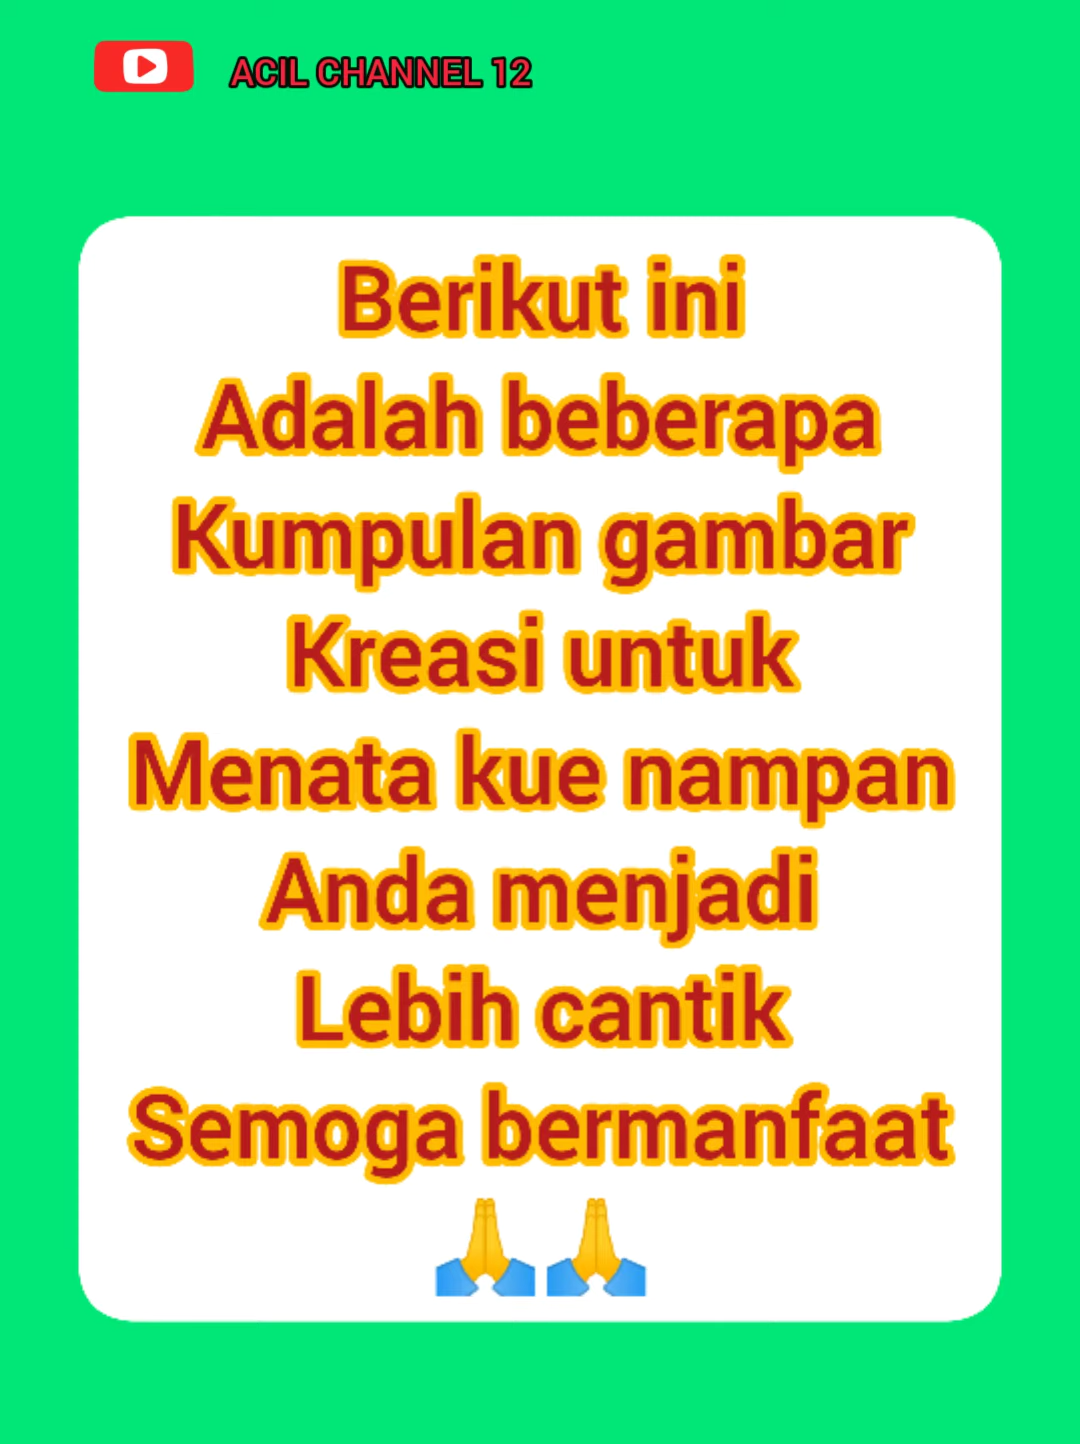 ACIL CHANNEL 12
Berikut ini
Adalah beberapa
Kumpulan gambar
Kreasi untuk
Menata kue nampan
Anda menjadi
Lebih cantik
Semoga bermanfaat
🙏🙏